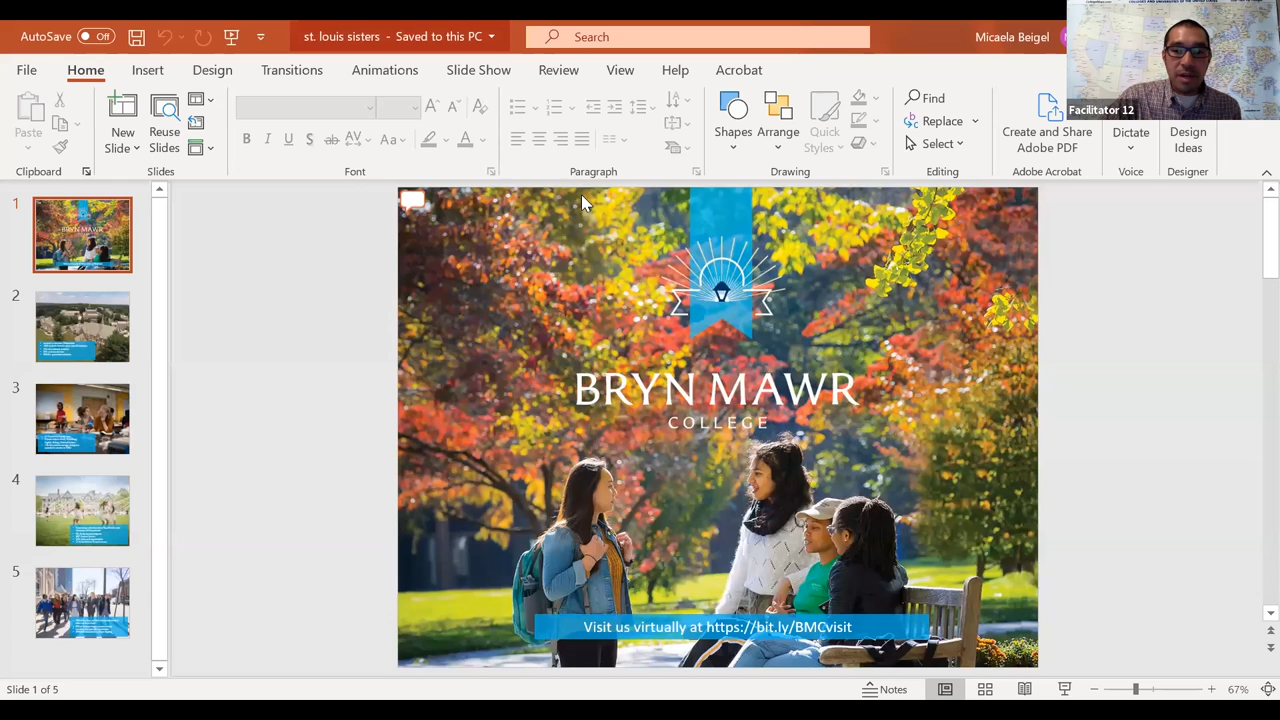 AutoSave Off
st. louis sisters - Saved to this PC
Search
Micaela Beigel
Facilitator 12
File Home Insert Design Transitions Animations Slide Show Review View Help Acrobat
Paste
New Slide
Reuse Slides
Shapes
Arrange
Quick Styles
Find
Replace
Select
Create and Share Adobe PDF
Dictate
Design Ideas
Clipboard Slides Font Paragraph Drawing Editing Adobe Acrobat Voice Designer
1
2
3
4
5
BRYN MAWR
COLLEGE
Visit us virtually at https://bit.ly/BMCvisit
Slide 1 of 5
Notes
67%